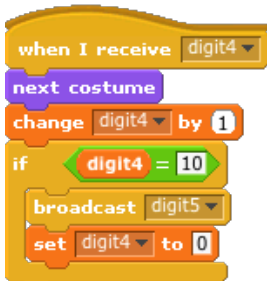 when I receive digit4
next costume
change digit4 by 1
if digit4 = 10
broadcast digit5
set digit4 to 0